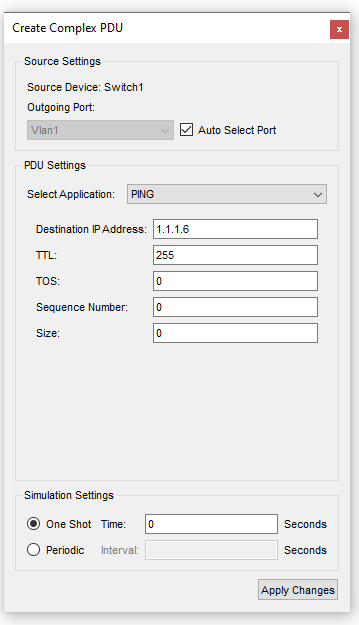 Create Complex PDU
x
Source Settings
Source Device: Switch1
Outgoing Port:
Vlan1
Auto Select Port
PDU Settings
Select Application: PING
Destination IP Address: 1.1.1.6
TTL: 255
TOS: 0
Sequence Number: 0
Size: 0
Simulation Settings
One Shot Time: 0 Seconds
Periodic Interval: Seconds
Apply Changes